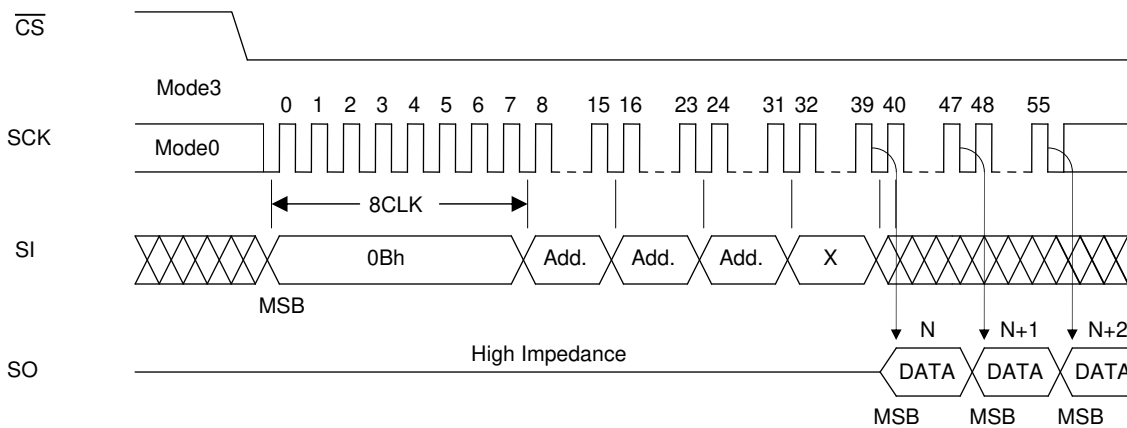 CS
Mode3
0 1 2 3 4 5 6 7 8 15 16 23 24 31 32 39 40 47 48 55
SCK
Mode0
8CLK
SI
0Bh Add. Add. Add. X
MSB
N N+1 N+2
High Impedance
SO
DATA DATA DATA
MSB MSB MSB